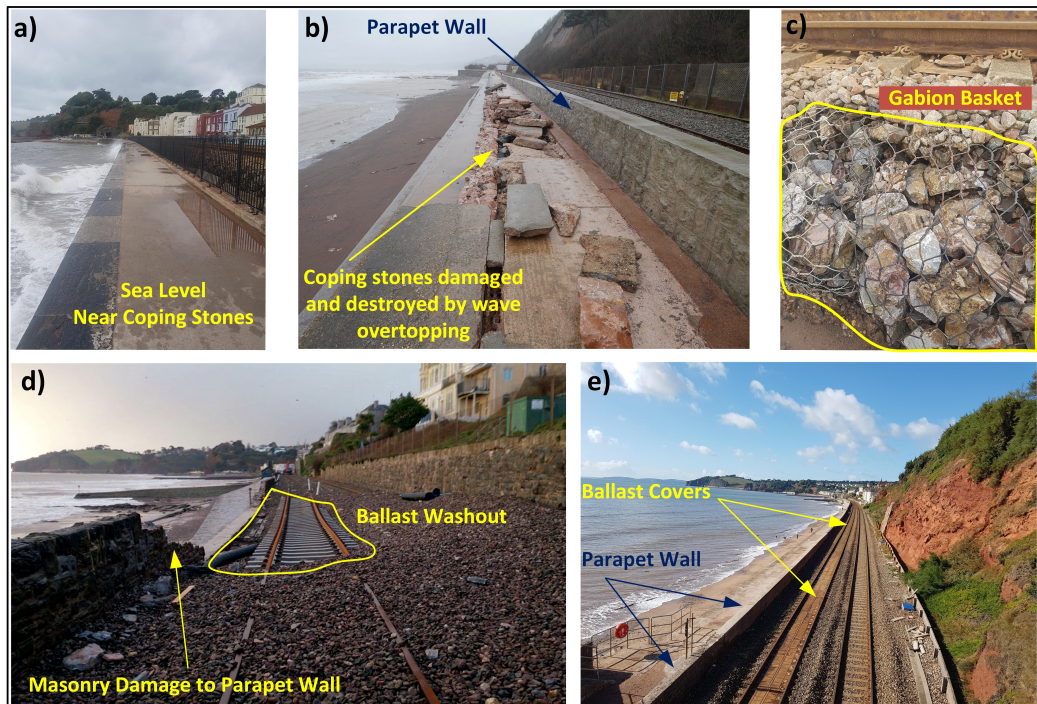 a)
Sea Level
Near Coping Stones
b)
Parapet Wall
Coping stones damaged
and destroyed by wave
overtopping
c)
Gabion Basket
d)
Ballast Washout
Masonry Damage to Parapet Wall
e)
Ballast Covers
Parapet Wall